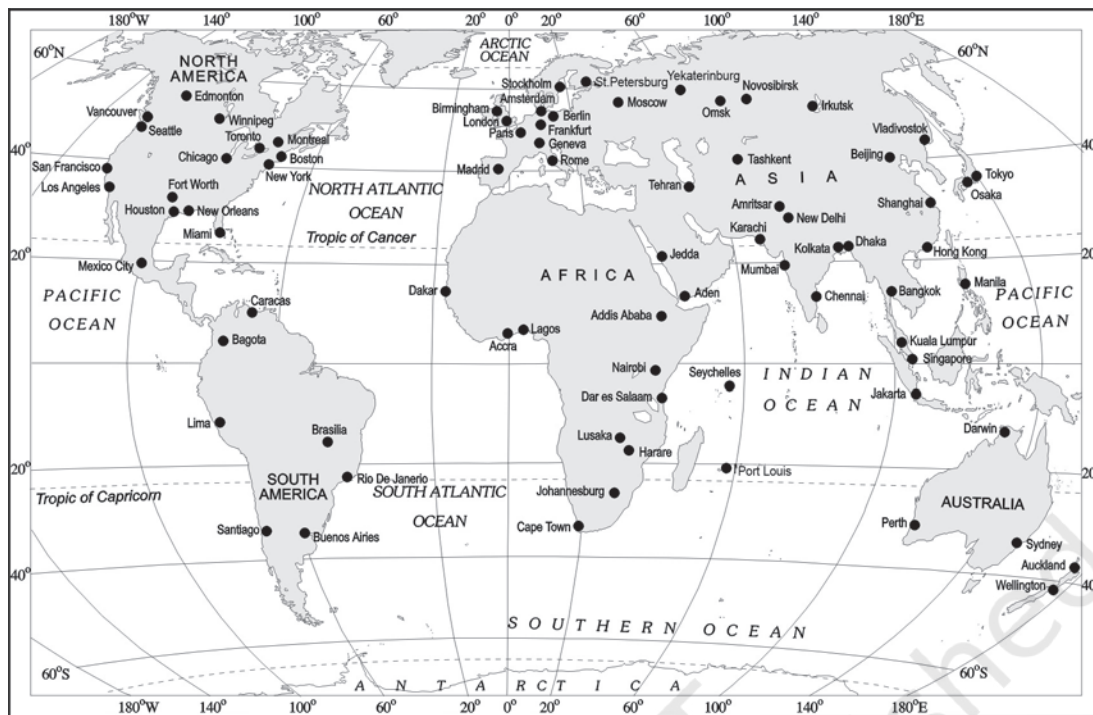 180°W 140° 100° 60° 20° 0° 20° 60° 100° 140° 180°E
60°N
NORTH
AMERICA
ARCTIC
OCEAN
60°N
Edmonton
Stockholm
St.Petersburg
Yekaterinburg
Novosibirsk
Vancouver
Seattle
Winnipeg
Birmingham
Amsterdam
Berlin
Moscow
Omsk
Irkutsk
London
Paris
Frankfurt
Toronto
Montreal
Geneva
Vladivostok
40°
Chicago
Boston
New York
Madrid
Rome
Tashkent
Beijing
40°
San Francisco
Los Angeles
Tehran
A S I A
Tokyo
Osaka
Fort Worth
NORTH ATLANTIC
OCEAN
Amritsar
Shanghai
Houston
New Orleans
New Delhi
Miami
Tropic of Cancer
Karachi
Kolkata
Dhaka
Hong Kong
20°
Mexico City
A F R I C A
Jedda
Mumbai
20°
PACIFIC
OCEAN
Dakar
Aden
Chennai
Bangkok
Manila
PACIFIC
OCEAN
Caracas
Addis Ababa
Bagota
Accra
Lagos
Kuala Lumpur
Singapore
0°
Nairobi
Seychelles
I N D I A N
O C E A N
Dar es Salaam
Jakarta
Lima
Brasilia
Lusaka
Harare
Darwin
20°
Port Louis
20°
SOUTH
AMERICA
Rio De Janerio
Tropic of Capricorn
SOUTH ATLANTIC
OCEAN
Johannesburg
AUSTRALIA
Santiago
Buenos Airies
Cape Town
Perth
Sydney
40°
Auckland
Wellington
40°
S O U T H E R N O C E A N
60°S
60°S
A N T A R C T I C A
180°W 140° 100° 60° 20° 0° 20° 60° 100° 140° 180°E